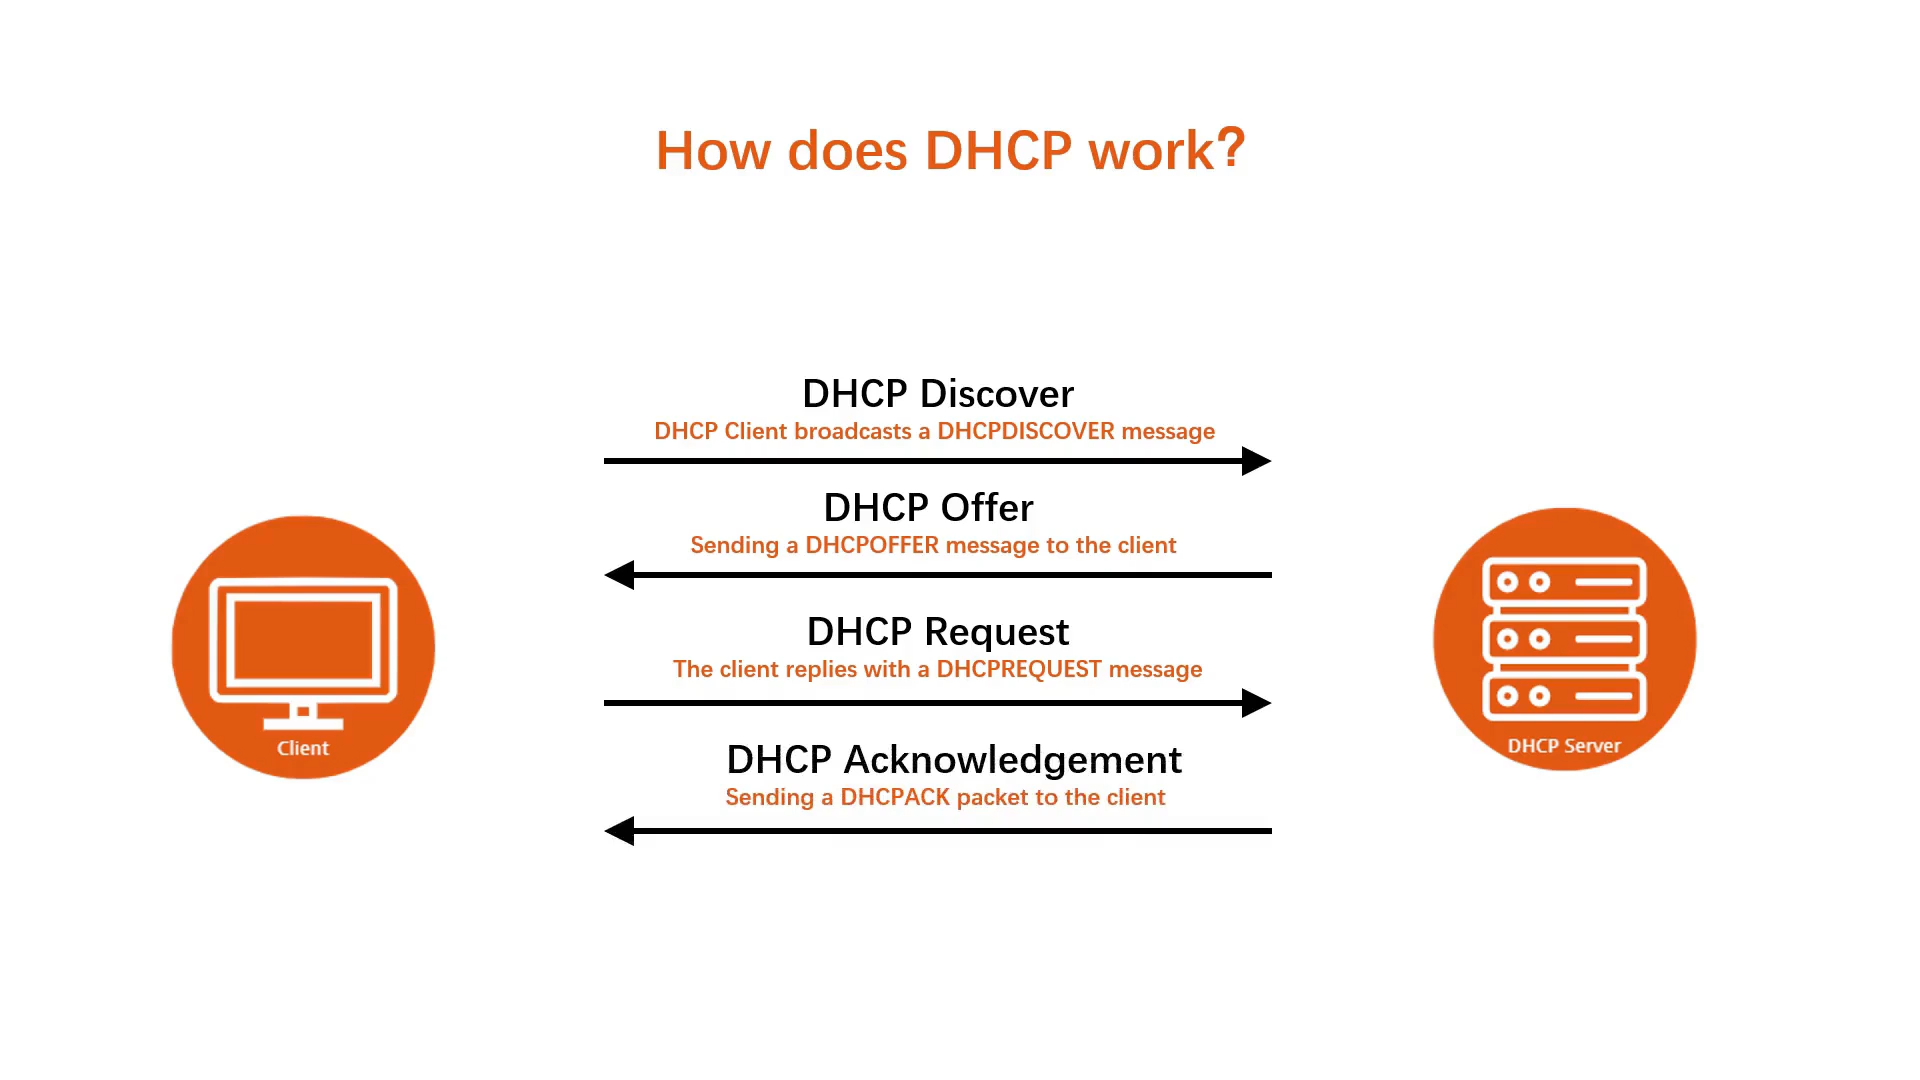 How does DHCP work?
DHCP Discover
DHCP Client broadcasts a DHCPDISCOVER message
DHCP Offer
Sending a DHCPOFFER message to the client
DHCP Request
The client replies with a DHCPREQUEST message
DHCP Acknowledgement
Sending a DHCPACK packet to the client
Client
DHCP Server